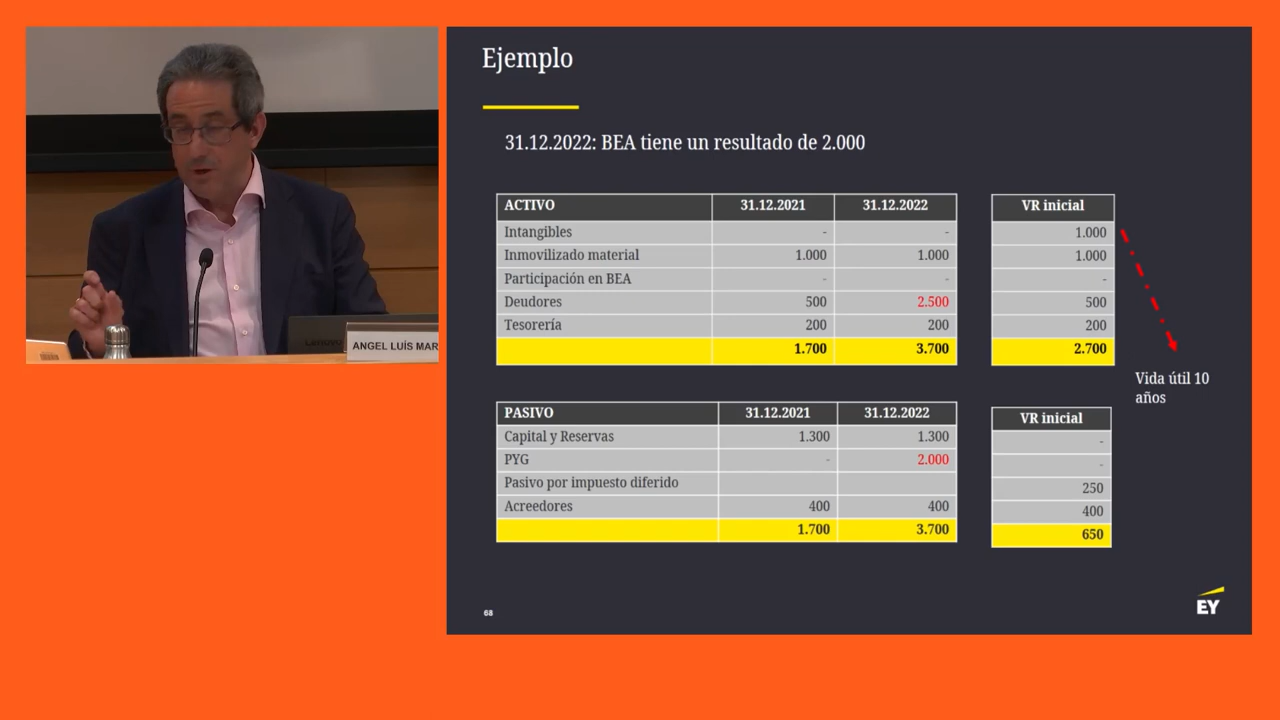 Ejemplo
31.12.2022: BEA tiene un resultado de 2.000
ACTIVO 31.12.2021 31.12.2022 VR inicial
Intangibles - - 1.000
Inmovilizado material 1.000 1.000 1.000
Participación en BEA - - -
Deudores 500 2.500 500
Tesorería 200 200 200
1.700 3.700 2.700
Vida útil 10
años
PASIVO 31.12.2021 31.12.2022 VR inicial
Capital y Reservas 1.300 1.300 -
PYG - 2.000 -
Pasivo por impuesto diferido 250
Acreedores 400 400 400
1.700 3.700 650
68
EY
ANGEL LUÍS MAR